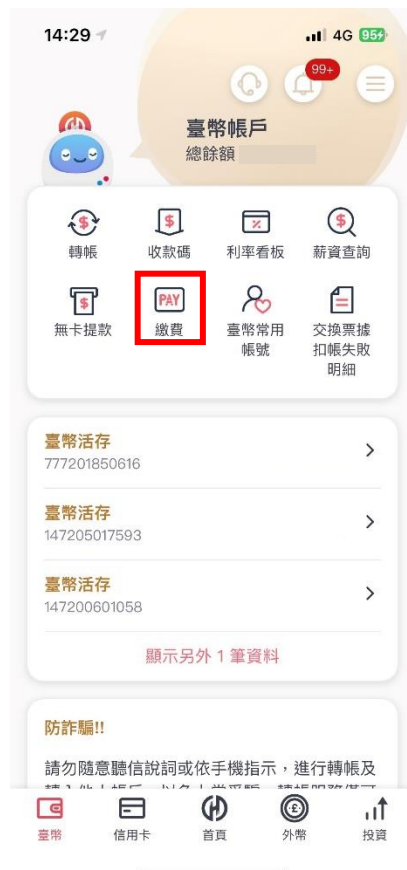 14:29
4G 95
99+
臺幣帳戶
總餘額
轉帳
收款碼
利率看板
薪資查詢
無卡提款
PAY
繳費
臺幣常用
帳號
交換票據
扣帳失敗
明細
臺幣活存
777201850616
臺幣活存
147205017593
臺幣活存
147200601058
顯示另外 1 筆資料
防詐騙!!
請勿隨意聽信說詞或依手機指示，進行轉帳及
臺幣
信用卡
首頁
外幣
投資